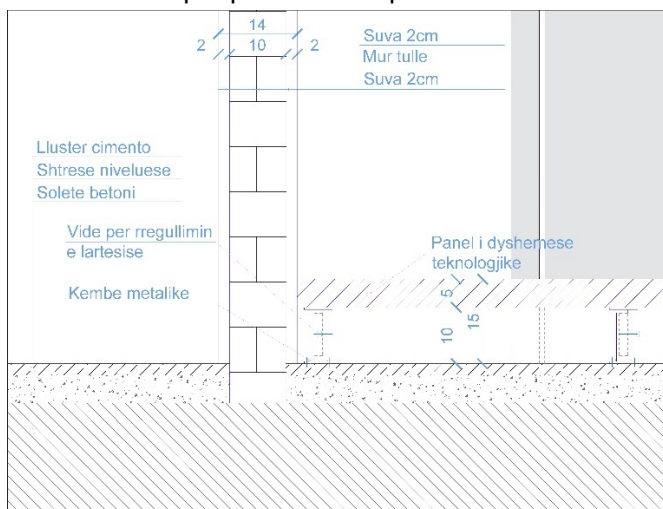 14
2 10 2
Suva 2cm
Mur tulle
Suva 2cm
Lluster cimento
Shtrese niveluese
Solete betoni
Vide per rregullimin
e lartesise
Kembe metalike
Panel i dyshemese
teknologjike
5
10 15